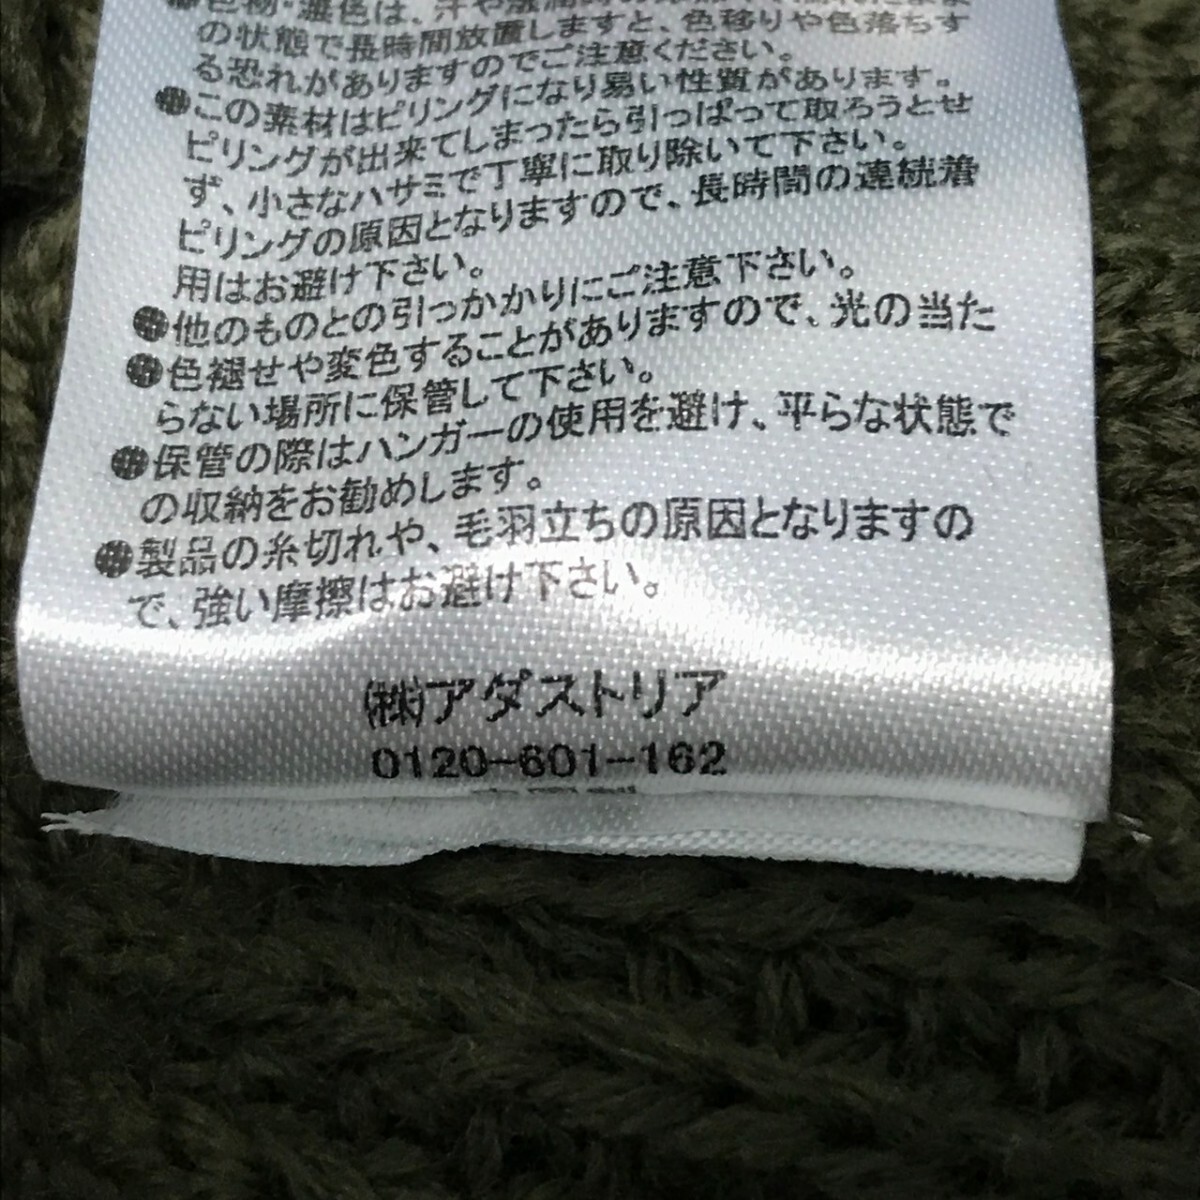 ●色物・濃色は、汗や
の状態で長時間放置しますと、色移りや色落ちす
る恐れがありますのでご注意ください。
●この素材はピリングになり易い性質があります。
ピリングが出来てしまったら引っぱって取ろうとせ
ず、小さなハサミで丁寧に取り除いて下さい。
ピリングの原因となりますので、長時間の連続着
用はお避け下さい。
●他のものとの引っかかりにご注意下さい。
●色褪せや変色することがありますので、光の当た
らない場所に保管して下さい。
●保管の際はハンガーの使用を避け、平らな状態で
の収納をお勧めします。
●製品の糸切れや、毛羽立ちの原因となりますの
で、強い摩擦はお避け下さい。
㈱アダストリア
0120-601-162